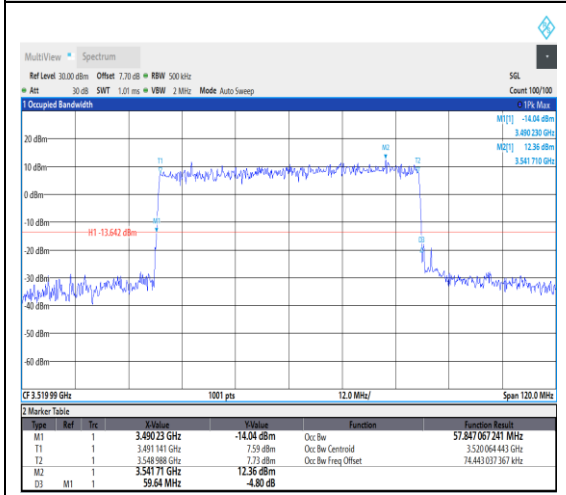 MultiView Spectrum
Ref Level 30.00 dBm Offset 7.70 dB RBW 500 kHz SGL
Att 30 dB SWT 1.01 ms VBW 2 MHz Mode Auto Sweep Count 100/100
1 Occupied Bandwidth 1Pk Max
M1[1] -14.04 dBm
3.490 230 GHz
M2[1] 12.36 dBm
3.541 710 GHz
20 dBm
M2
T1 T2
10 dBm
0 dBm
-10 dBm
M1
H1 -13.642 dBm
D3
-20 dBm
-30 dBm
-40 dBm
-50 dBm
-60 dBm
CF 3.519 99 GHz 1001 pts 12.0 MHz/ Span 120.0 MHz
2 Marker Table
Type Ref Trc X-Value Y-Value Function Function Result
M1 1 3.490 23 GHz -14.04 dBm Occ Bw 57.847 067 241 MHz
T1 1 3.491 141 GHz 7.59 dBm Occ Bw Centroid 3.520 064 443 GHz
T2 1 3.548 988 GHz 7.73 dBm Occ Bw Freq Offset 74.443 037 367 kHz
M2 1 3.541 71 GHz 12.36 dBm
D3 M1 1 59.64 MHz -4.80 dB